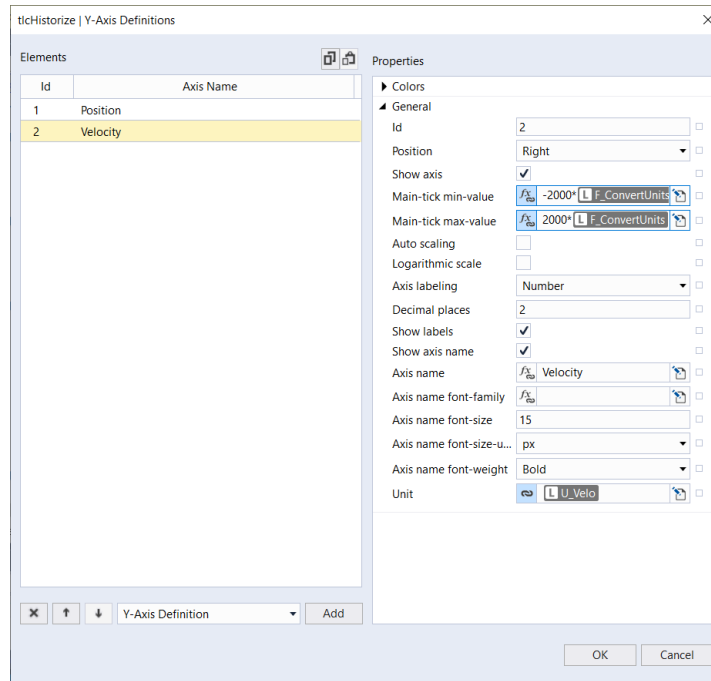 tlcHistorize | Y-Axis Definitions
Elements
Id Axis Name
1 Position
2 Velocity
Y-Axis Definition Add
Properties
Colors
General
Id 2
Position Right
Show axis
Main-tick min-value fx -2000* L F_ConvertUnits
Main-tick max-value fx 2000* L F_ConvertUnits
Auto scaling
Logarithmic scale
Axis labeling Number
Decimal places 2
Show labels
Show axis name
Axis name fx Velocity
Axis name font-family fx
Axis name font-size 15
Axis name font-size-u... px
Axis name font-weight Bold
Unit L U_Velo
OK Cancel